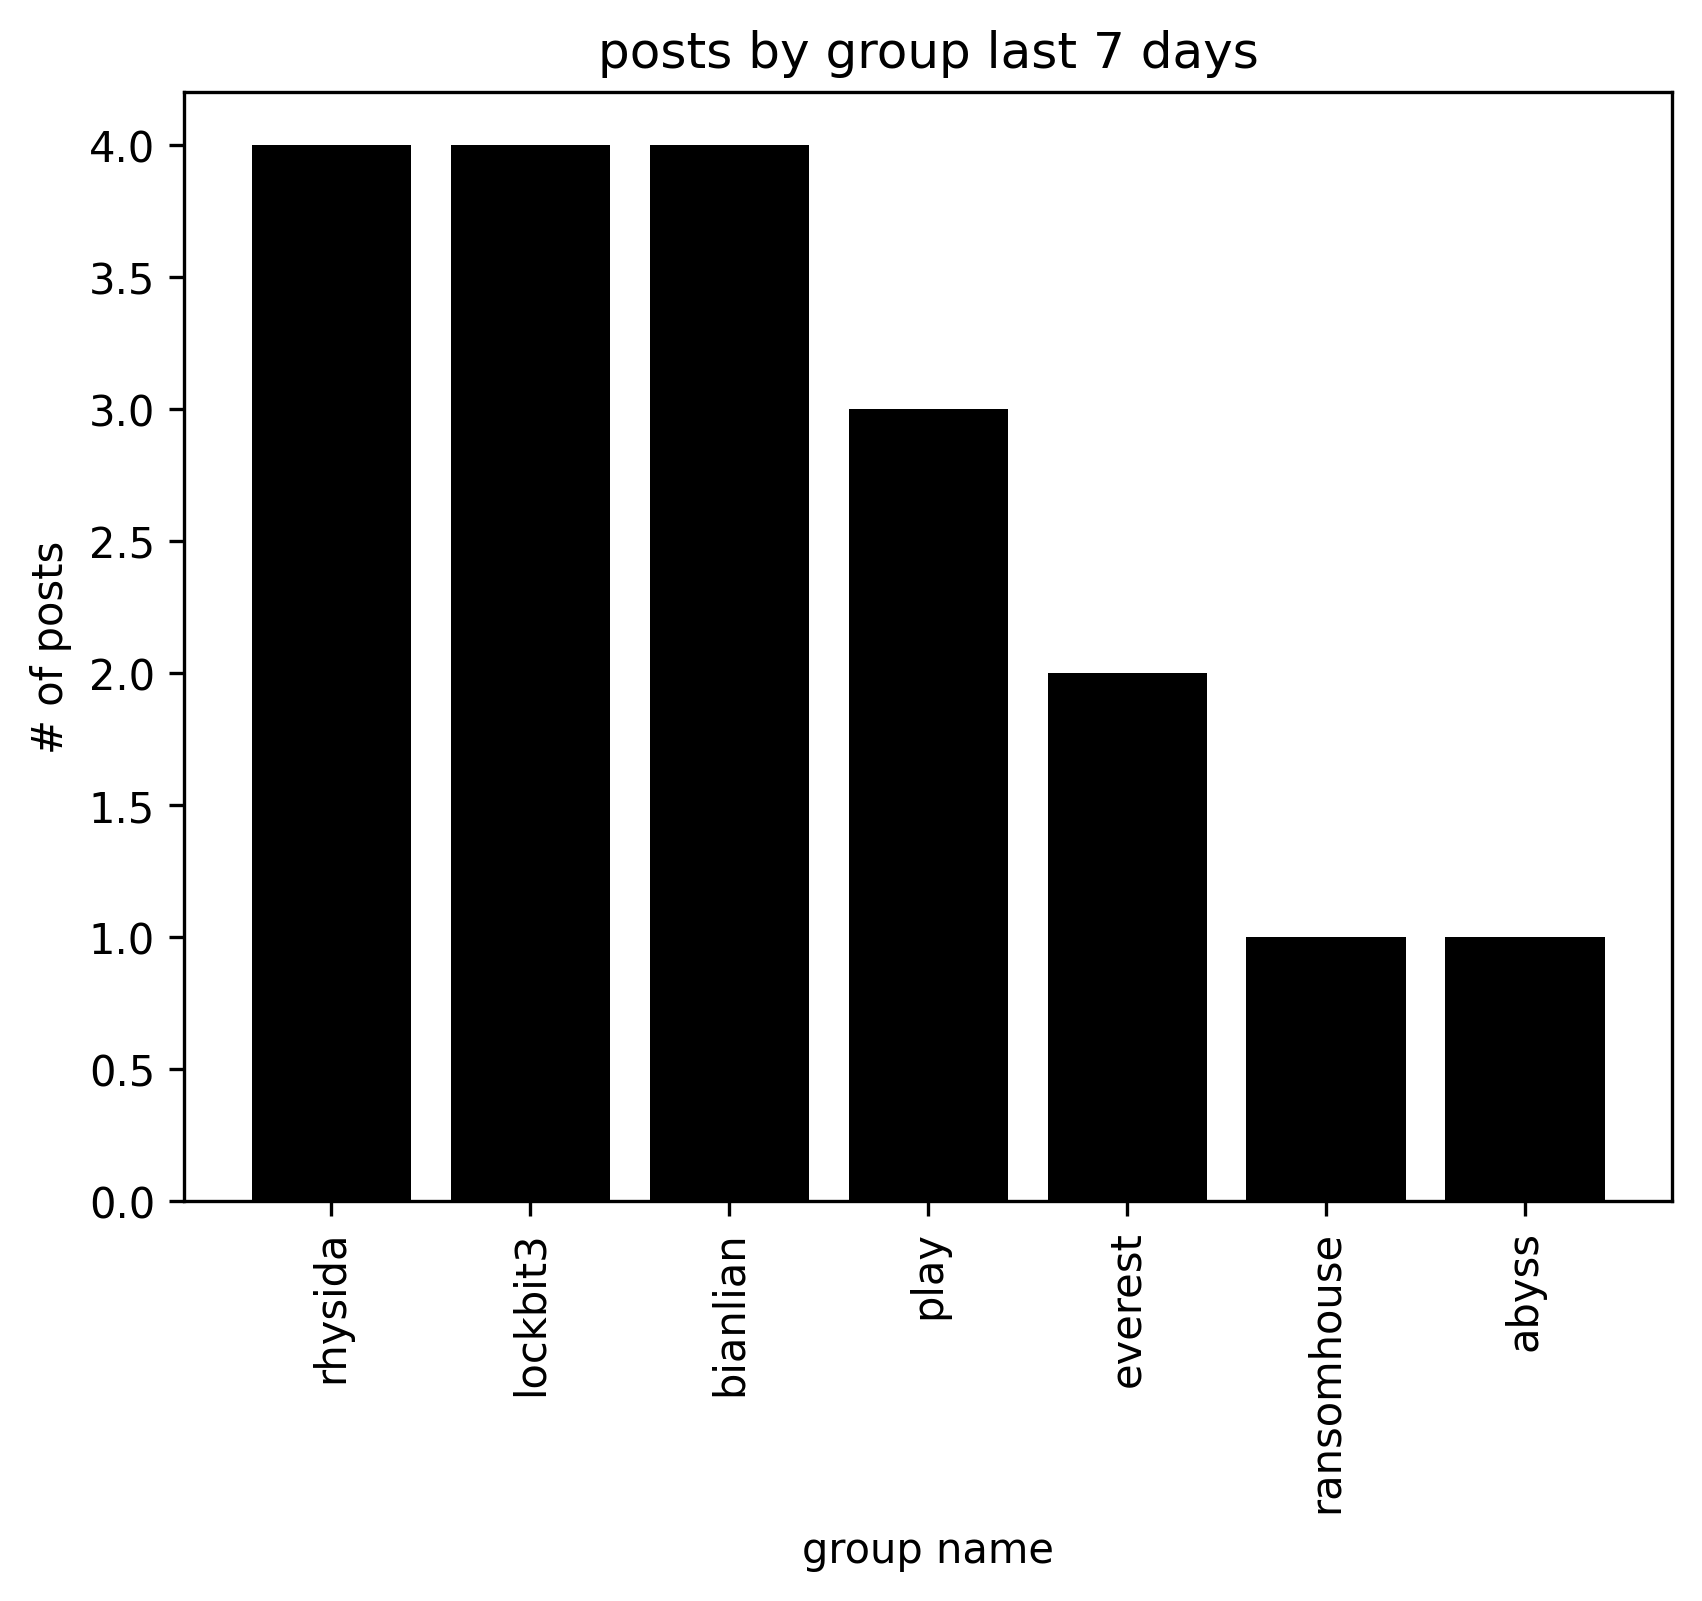 posts by group last 7 days
4.0
3.5
3.0
2.5
2.0
1.5
1.0
0.5
0.0
# of posts
rhysida
lockbit3
bianlian
play
everest
ransomhouse
abyss
group name